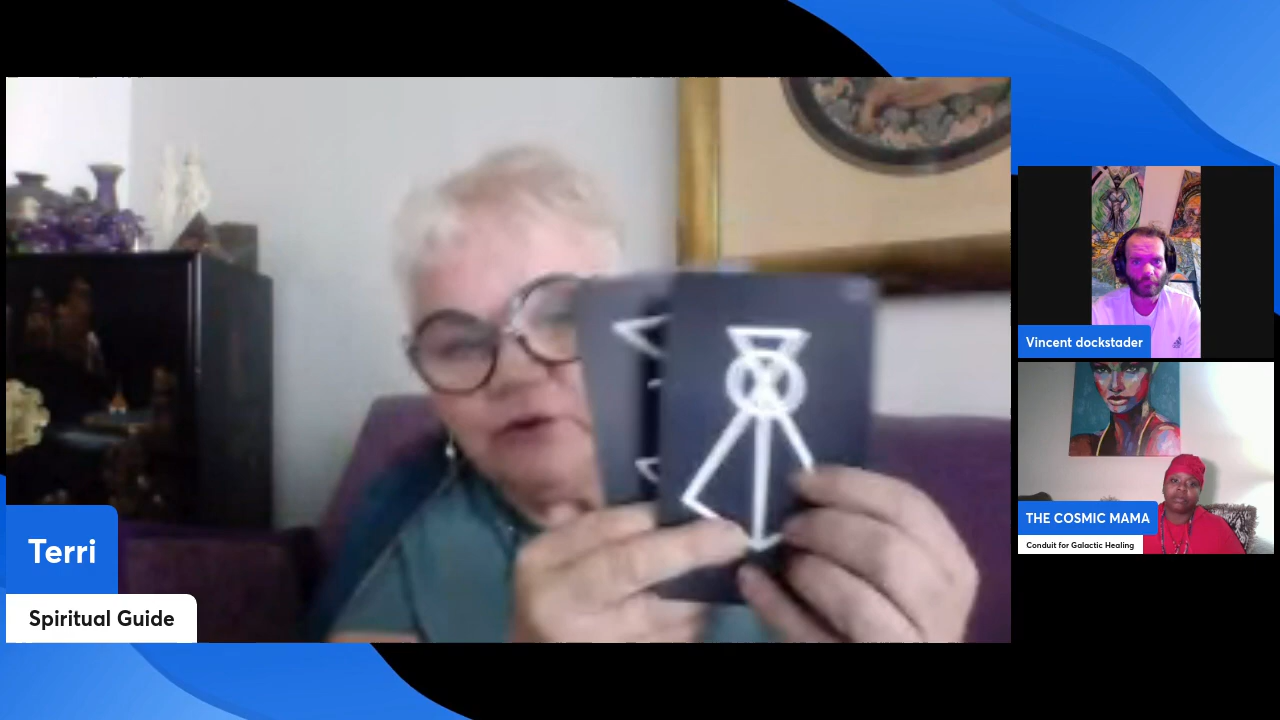 Terri
Spiritual Guide
Vincent dockstader
THE COSMIC MAMA
Conduit for Galactic Healing